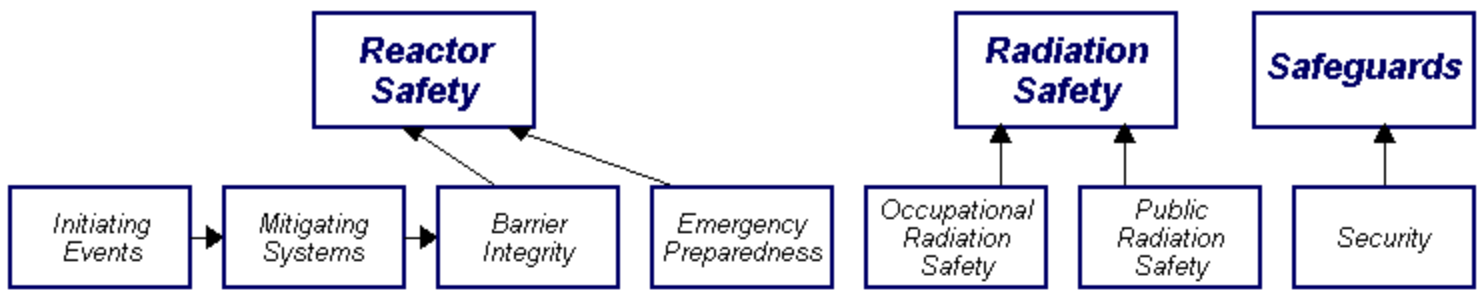 Reactor
Safety
Radiation
Safety
Safeguards
Initiating
Events
Mitigating
Systems
Barrier
Integrity
Emergency
Preparedness
Occupational
Radiation
Safety
Public
Radiation
Safety
Security